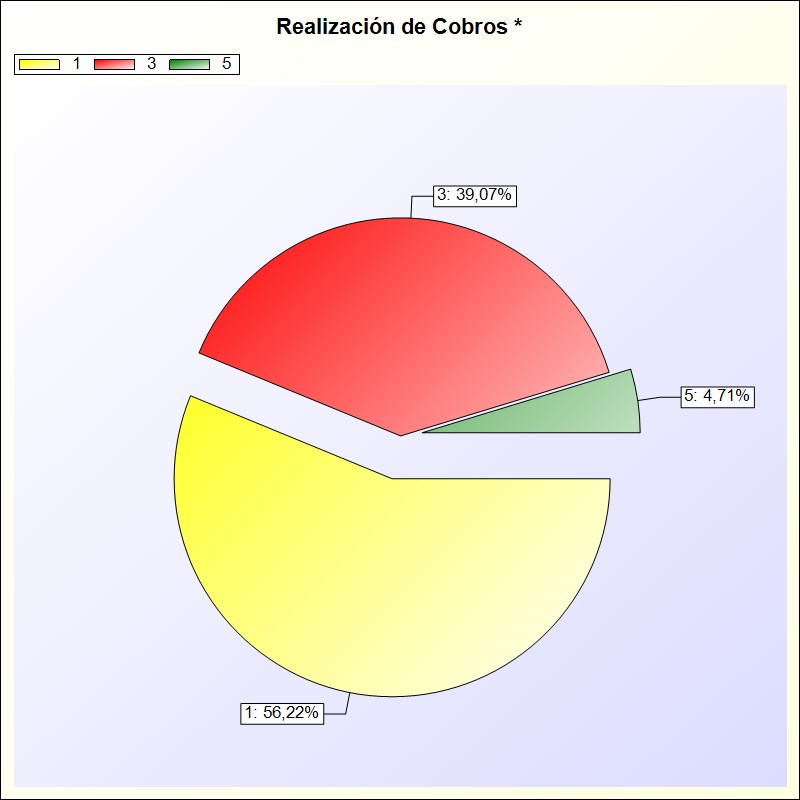 Realización de Cobros *
1 3 5
3: 39,07%
5: 4,71%
1: 56,22%